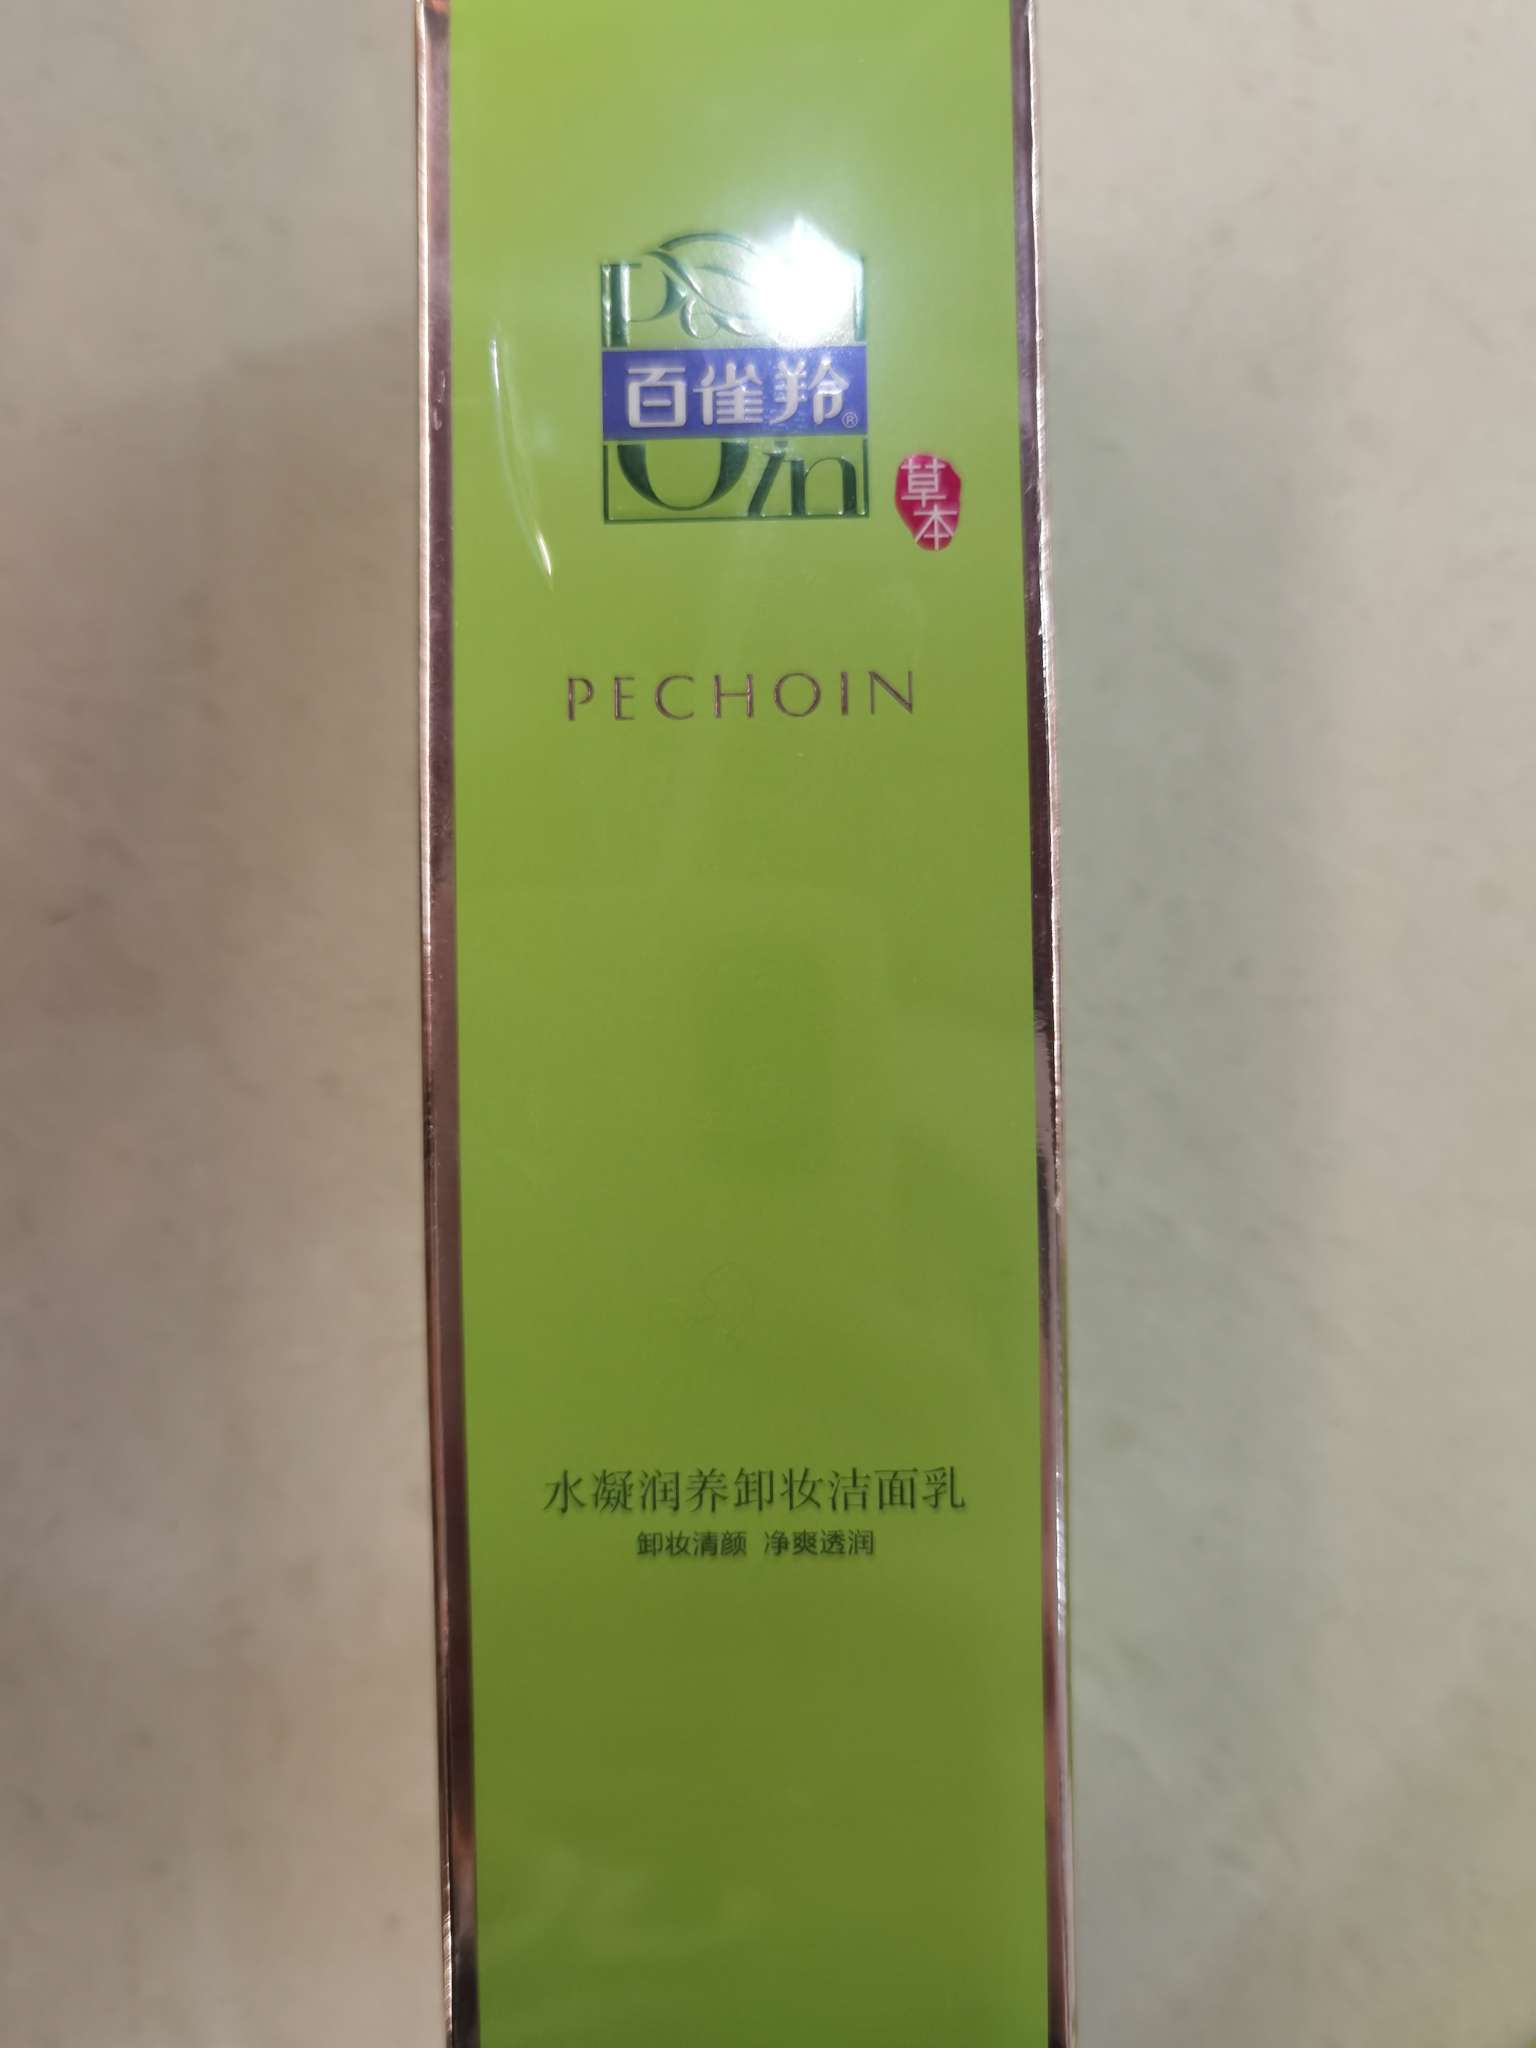 百雀羚®
草本
PECHOIN
水凝润养卸妆洁面乳
卸妆清颜 净爽透润